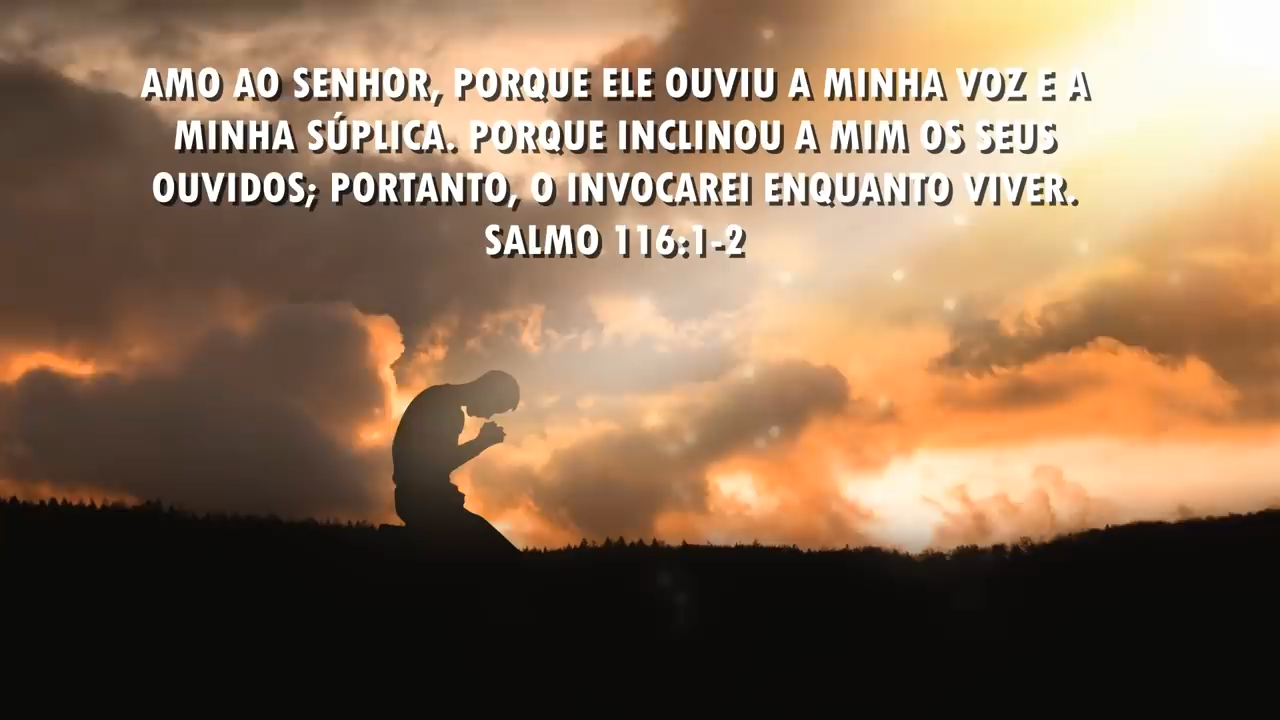 AMO AO SENHOR, PORQUE ELE OUVIU A MINHA VOZ E A
MINHA SÚPLICA. PORQUE INCLINOU A MIM OS SEUS
OUVIDOS; PORTANTO, O INVOCAREI ENQUANTO VIVER.
SALMO 116:1-2